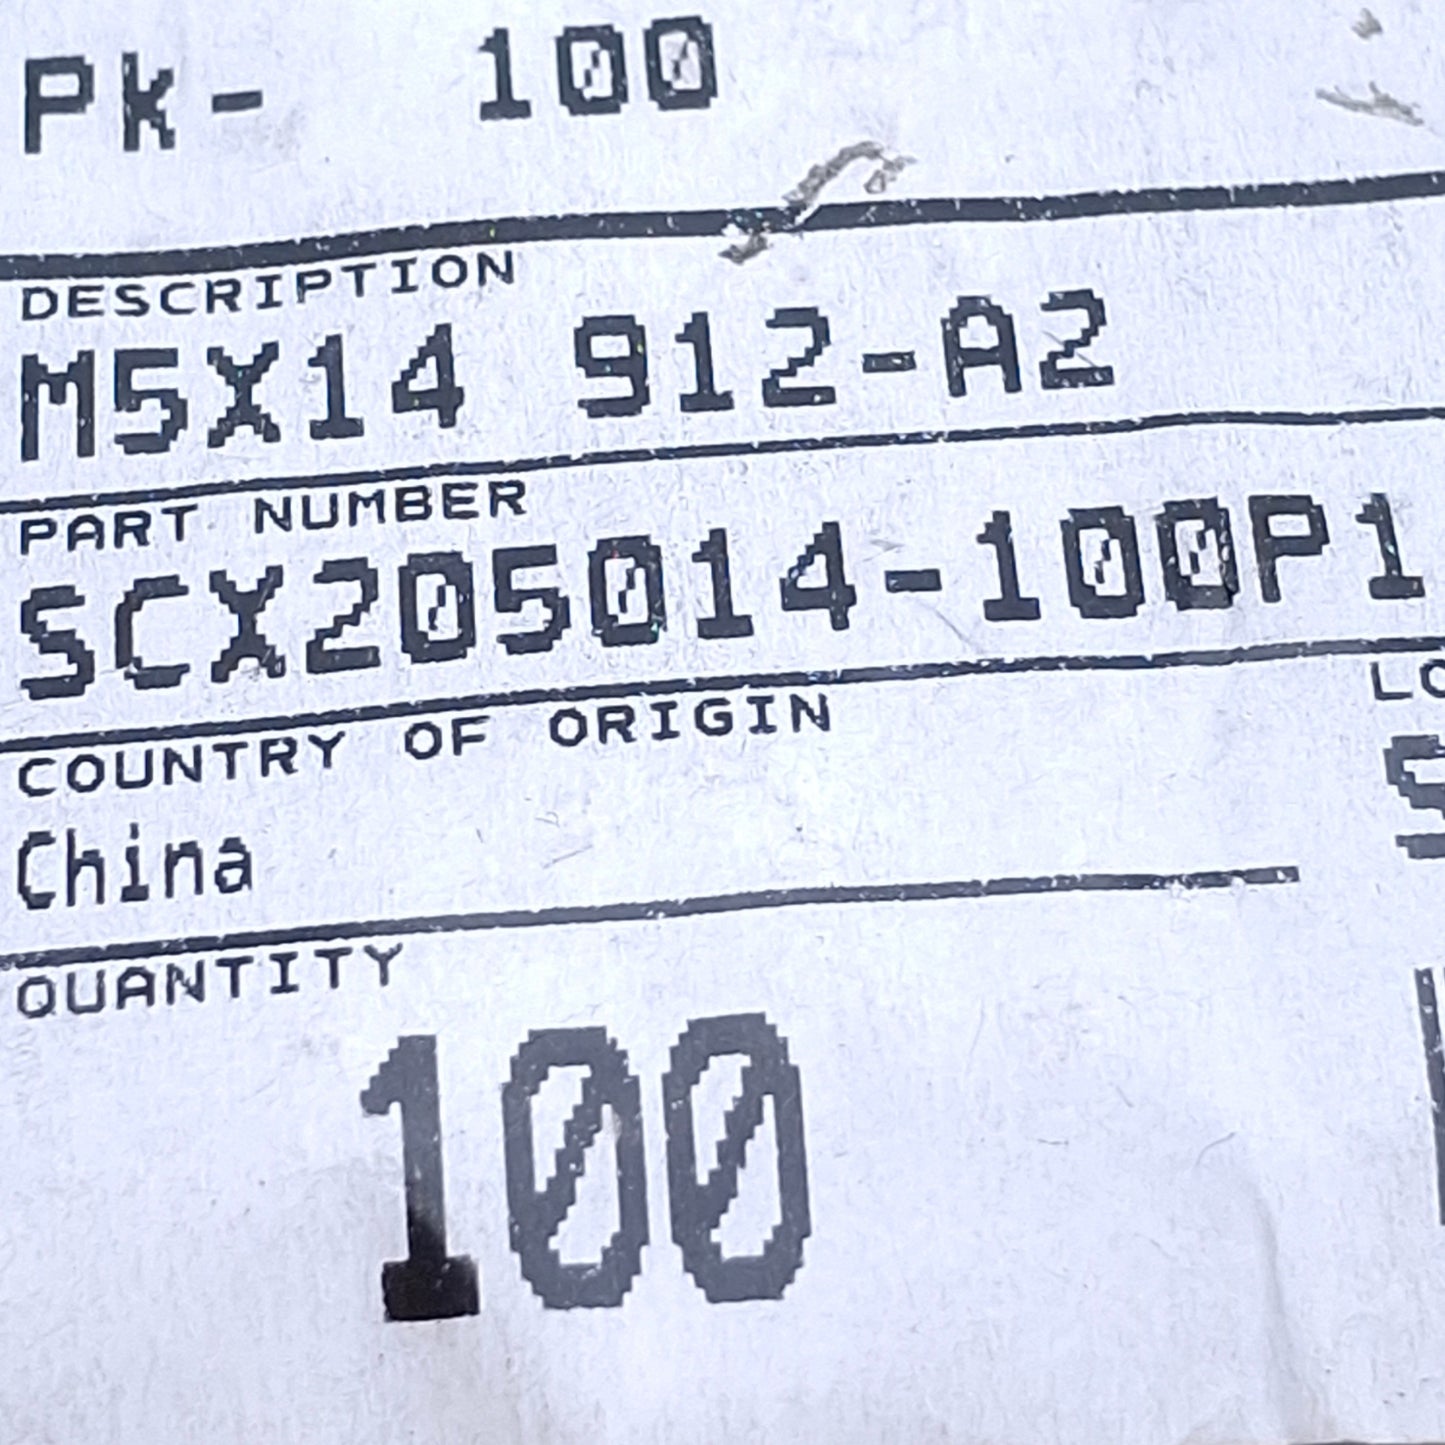 Pk- 100
DESCRIPTION
M5X14 912-A2
PART NUMBER
SCX205014-100P1
COUNTRY OF ORIGIN
China
QUANTITY
100